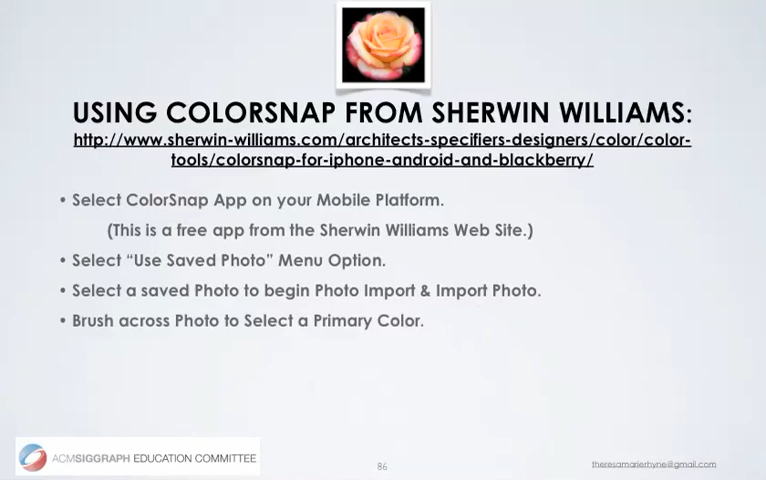 USING COLORSNAP FROM SHERWIN WILLIAMS:
http://www.sherwin-williams.com/architects-specifiers-designers/color/color-
tools/colorsnap-for-iphone-android-and-blackberry/
• Select ColorSnap App on your Mobile Platform.
(This is a free app from the Sherwin Williams Web Site.)
• Select “Use Saved Photo” Menu Option.
• Select a saved Photo to begin Photo Import & Import Photo.
• Brush across Photo to Select a Primary Color.
ACMSIGGRAPH EDUCATION COMMITTEE
86
theresamarierhyne@gmail.com